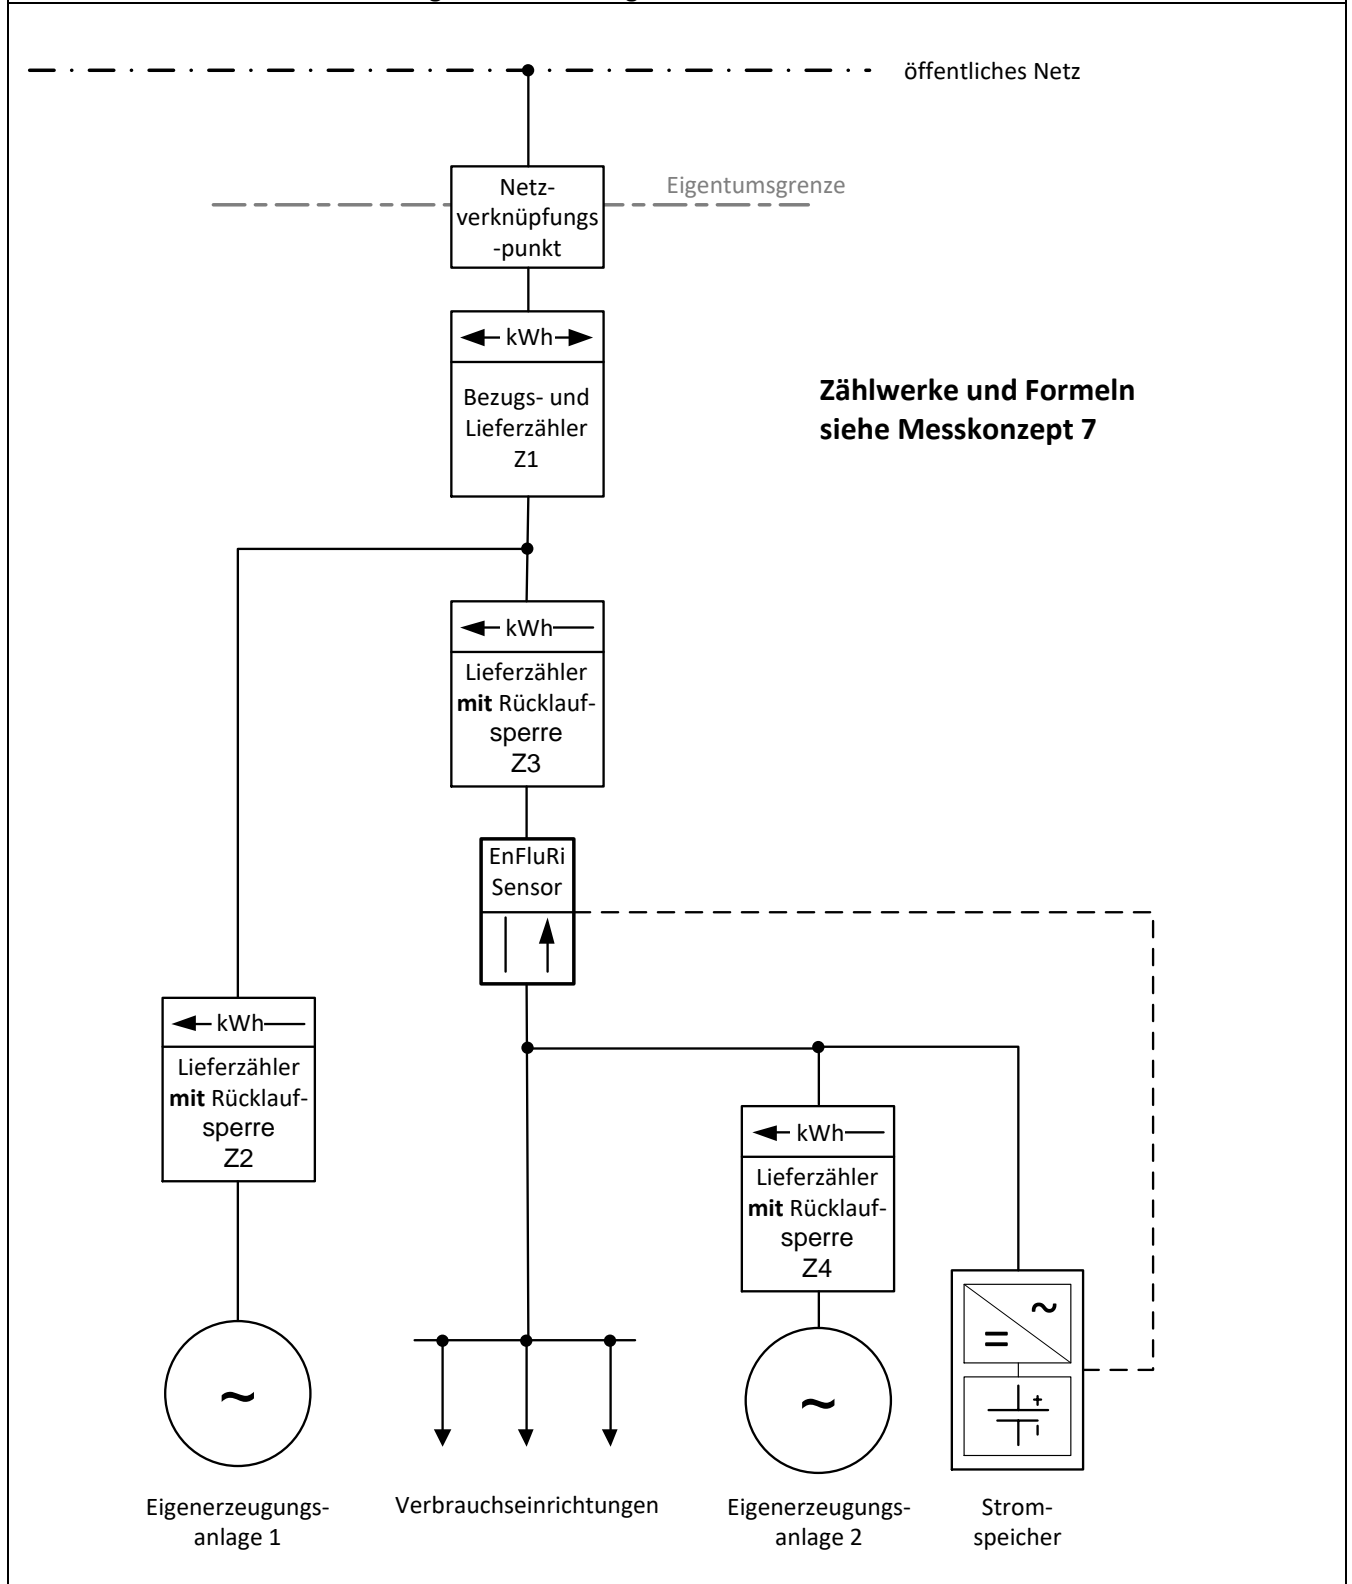 öffentliches Netz
Netz-
verknüpfungs
-punkt
Eigentumsgrenze
kWh
Bezugs- und
Lieferzähler
Z1
Zählwerke und Formeln
siehe Messkonzept 7
kWh
Lieferzähler
mit Rücklauf-
sperre
Z3
EnFluRi
Sensor
kWh
Lieferzähler
mit Rücklauf-
sperre
Z2
kWh
Lieferzähler
mit Rücklauf-
sperre
Z4
~
=
~
~
+
Eigenerzeugungs-
anlage 1
Verbrauchseinrichtungen
Eigenerzeugungs-
anlage 2
Strom-
speicher